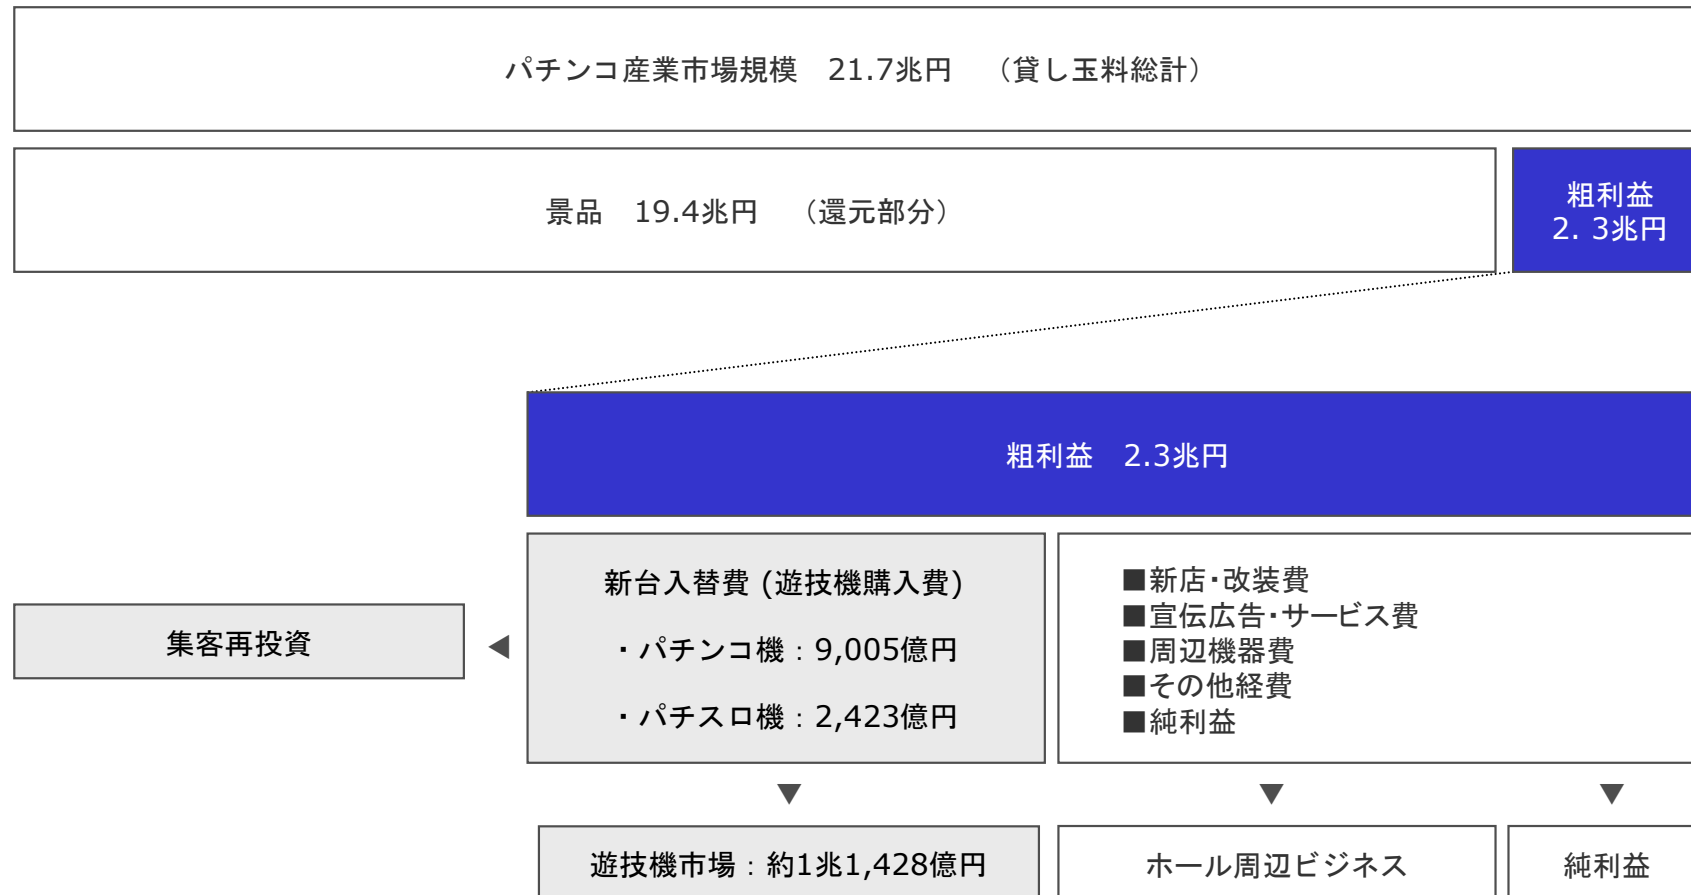 パチンコ産業市場規模　21.7兆円　（貸し玉料総計）
景品　19.4兆円　（還元部分）
粗利益
2. 3兆円
粗利益　2.3兆円
新台入替費 (遊技機購入費)
・パチンコ機：9,005億円
・パチスロ機：2,423億円
■新店・改装費
■宣伝広告・サービス費
■周辺機器費
■その他経費
■純利益
集客再投資
遊技機市場：約1兆1,428億円
ホール周辺ビジネス
純利益